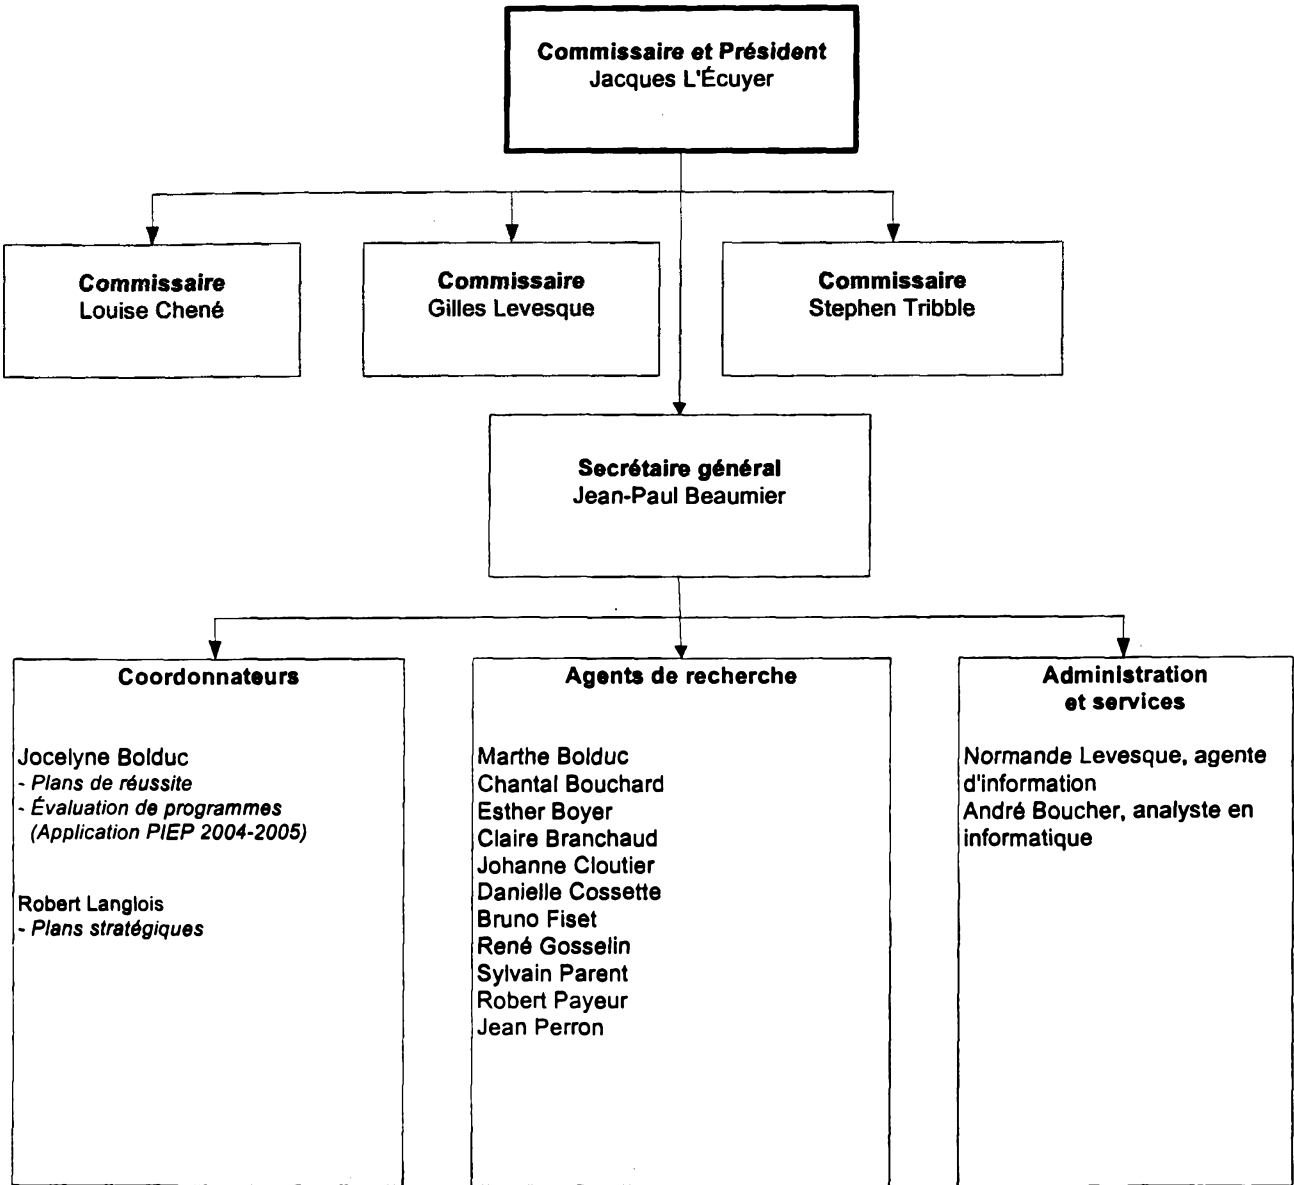 Commissaire et Président
Jacques L'Écuyer
Commissaire
Louise Chené
Commissaire
Gilles Levesque
Commissaire
Stephen Tribble
Secrétaire général
Jean-Paul Beaumier
Coordonnateurs
Jocelyne Bolduc
- Plans de réussite
- Évaluation de programmes
(Application PIEP 2004-2005)
Robert Langlois
- Plans stratégiques
Agents de recherche
Marthe Bolduc
Chantal Bouchard
Esther Boyer
Claire Branchaud
Johanne Cloutier
Danielle Cossette
Bruno Fiset
René Gosselin
Sylvain Parent
Robert Payeur
Jean Perron
Administration
et services
Normande Levesque, agente
d'information
André Boucher, analyste en
informatique